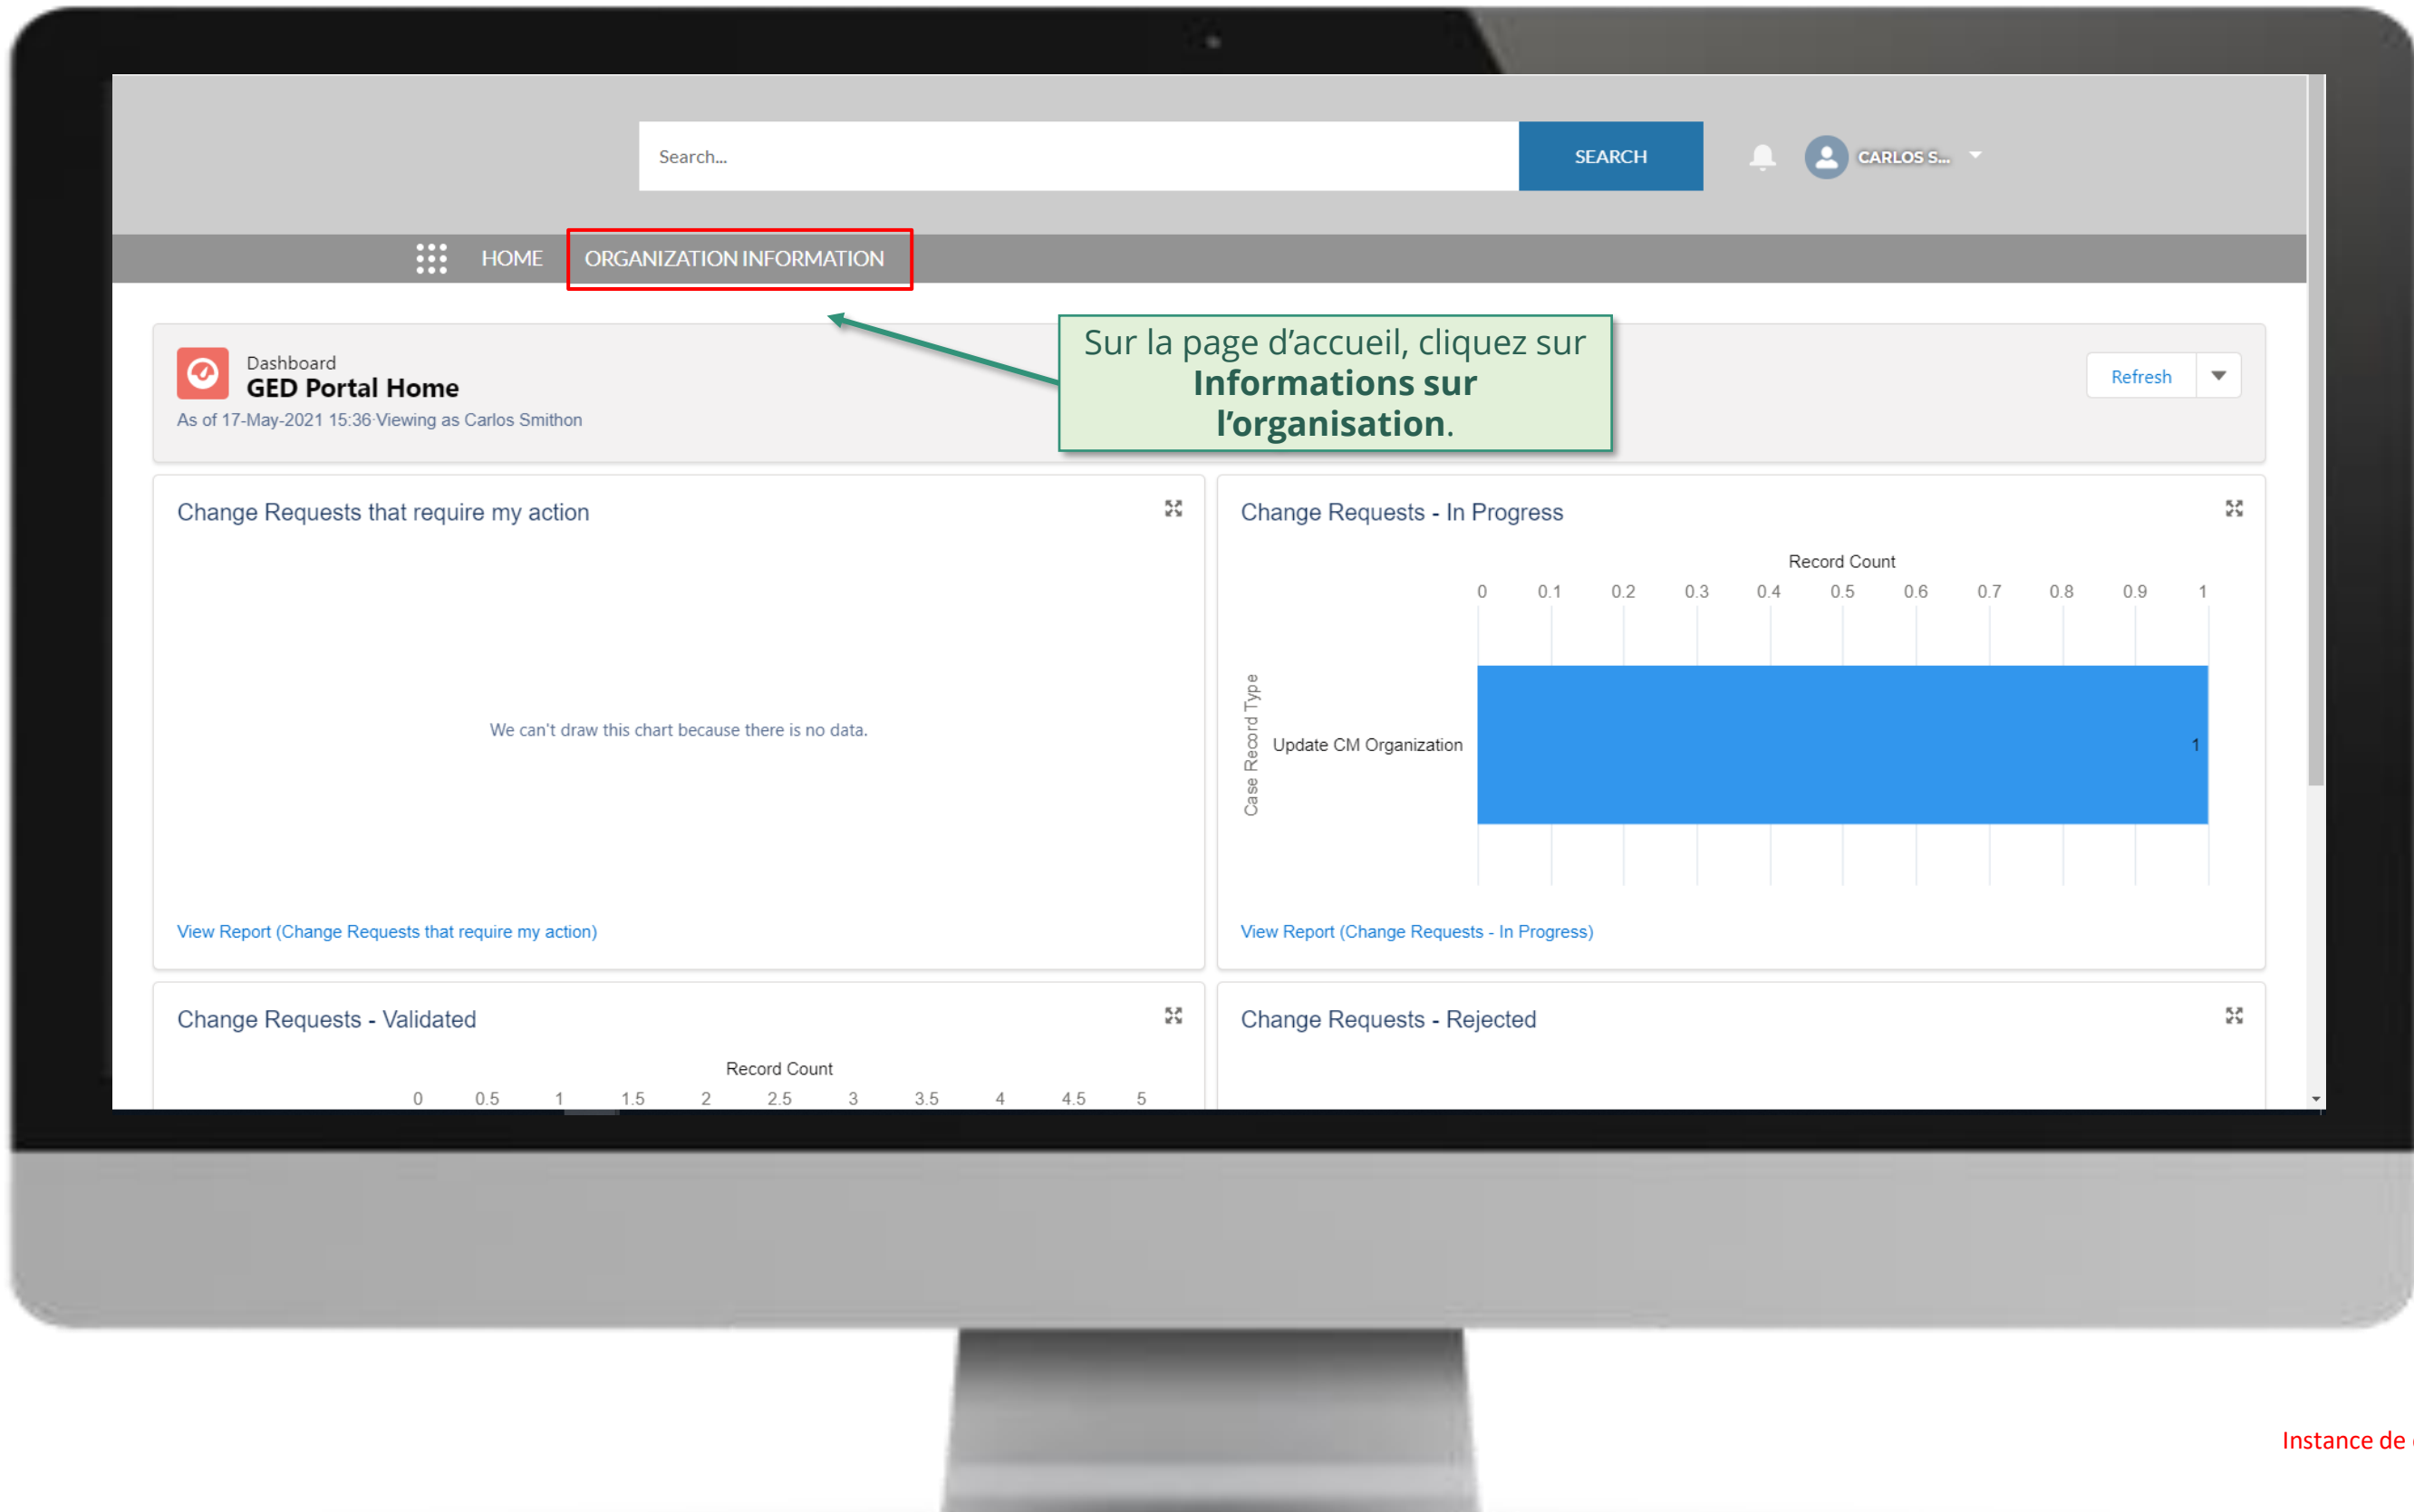 Search...
SEARCH
CARLOS S...
HOME
ORGANIZATION INFORMATION
Sur la page d’accueil, cliquez sur
Informations sur
l’organisation.
Dashboard
GED Portal Home
As of 17-May-2021 15:36·Viewing as Carlos Smithon
Refresh
Change Requests that require my action
We can't draw this chart because there is no data.
View Report (Change Requests that require my action)
Change Requests - In Progress
Record Count
0 0.1 0.2 0.3 0.4 0.5 0.6 0.7 0.8 0.9 1
Case Record Type
Update CM Organization
1
View Report (Change Requests - In Progress)
Change Requests - Validated
Record Count
0 0.5 1 1.5 2 2.5 3 3.5 4 4.5 5
Change Requests - Rejected
Instance de